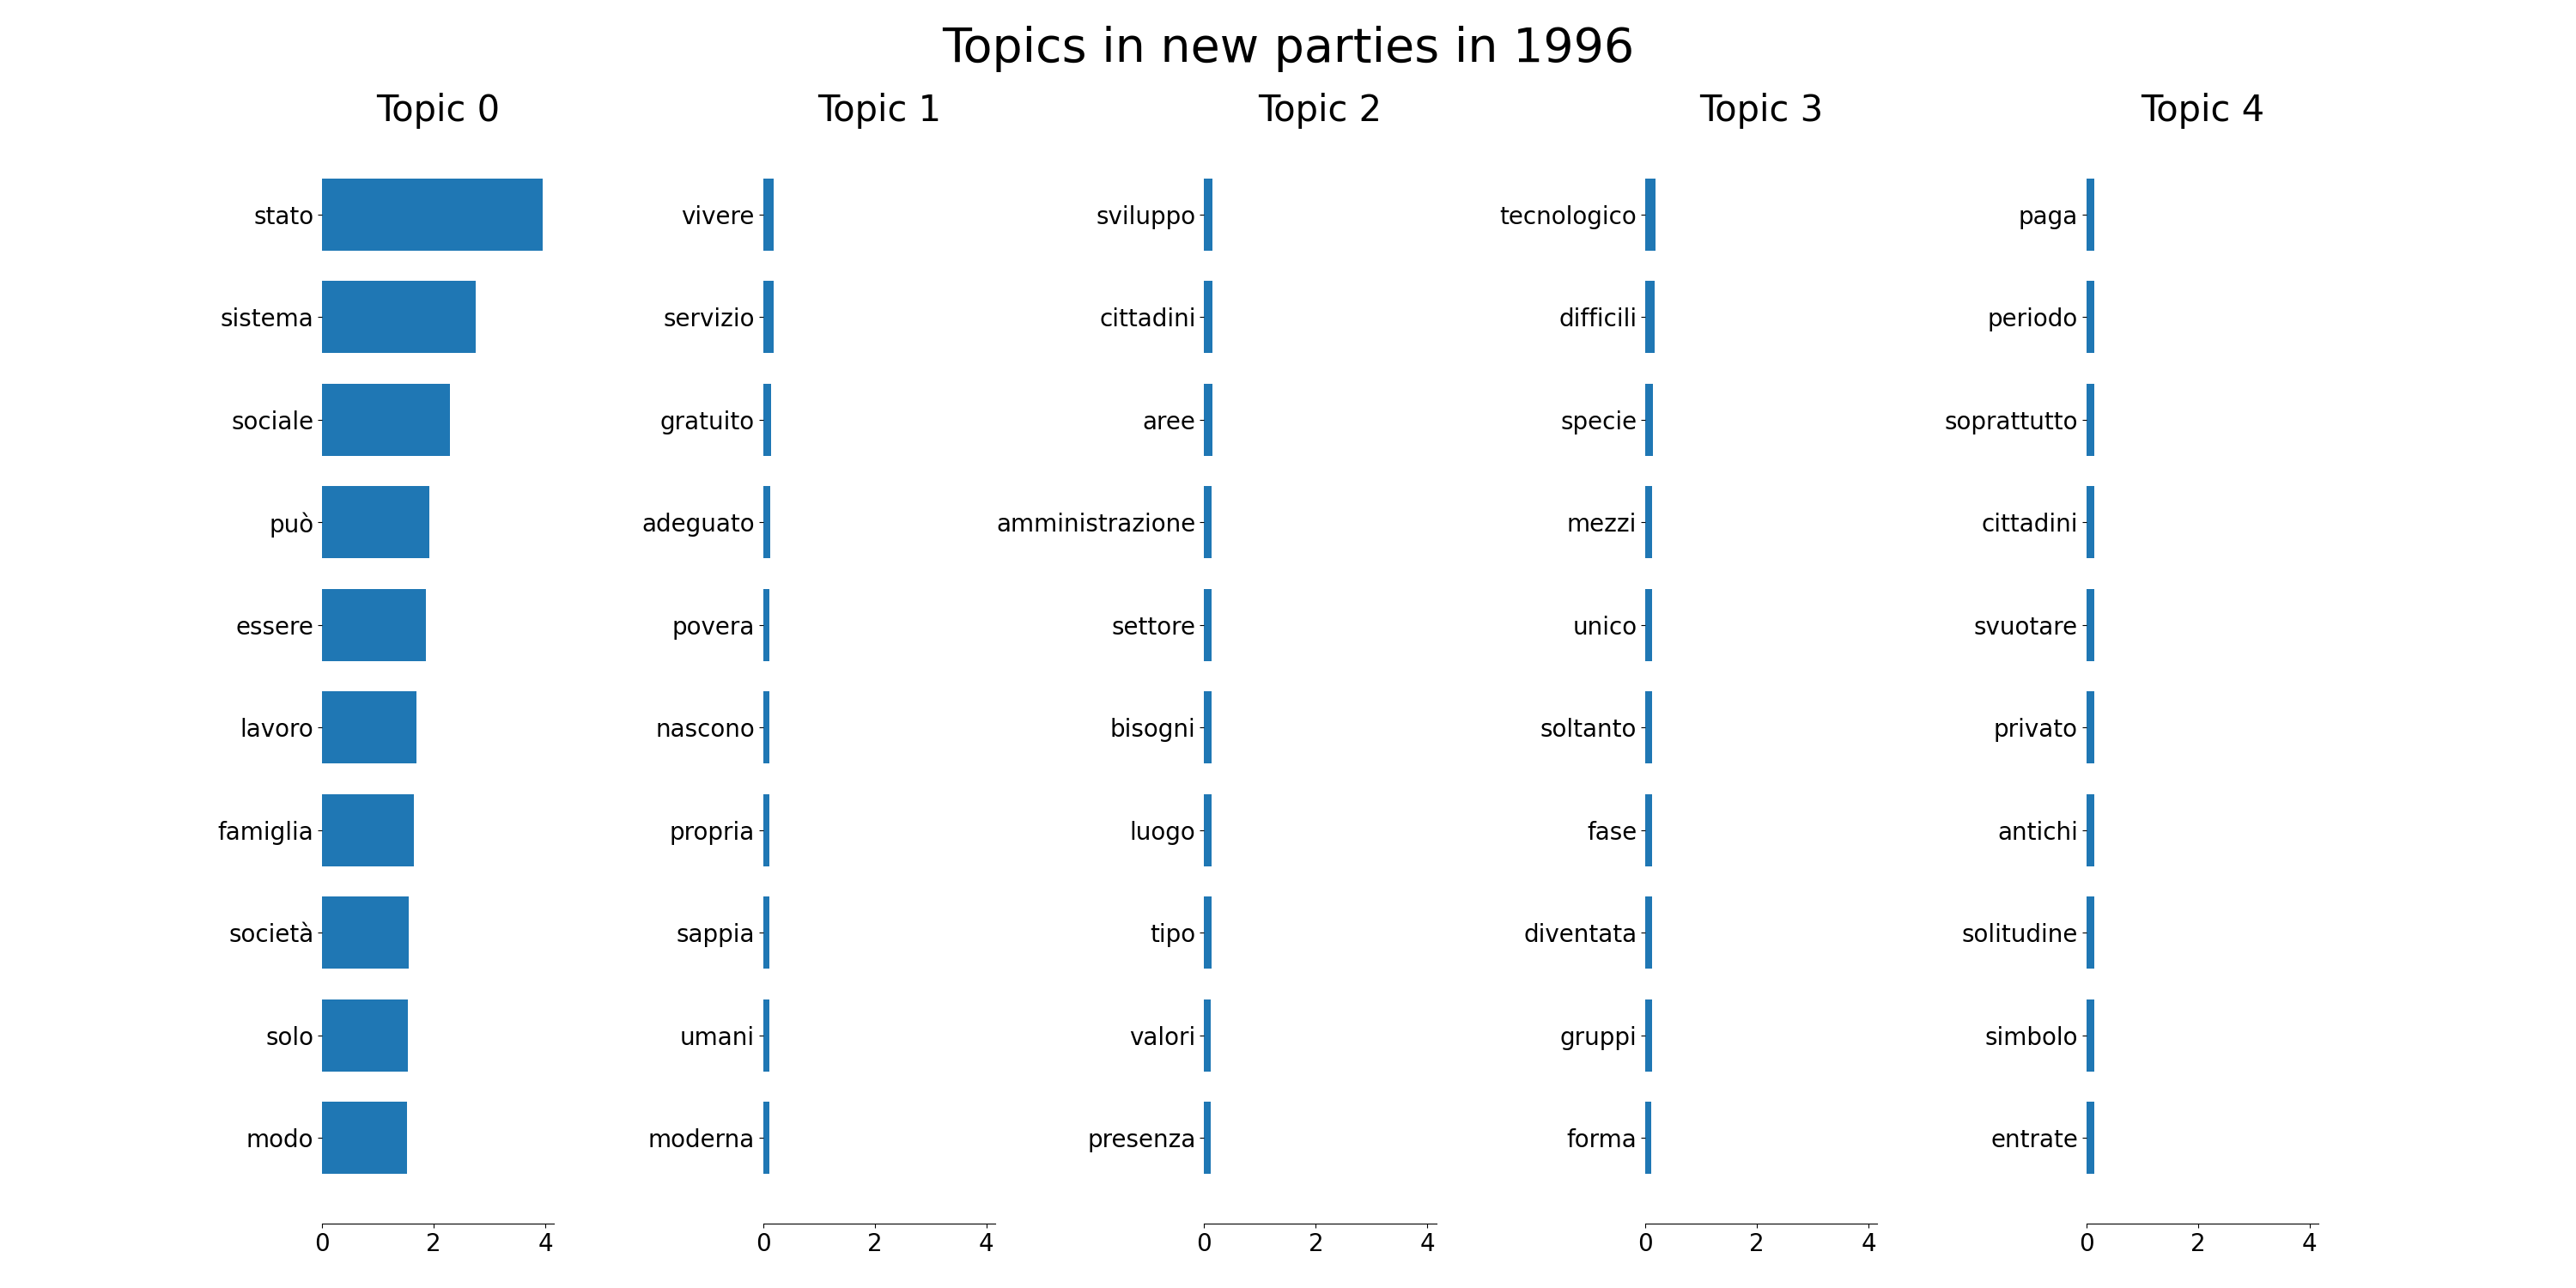 Topics in new parties in 1996
Topic 0
stato
sistema
sociale
può
essere
lavoro
famiglia
società
solo
modo
0 2 4
Topic 1
vivere
servizio
gratuito
adeguato
povera
nascono
propria
sappia
umani
moderna
0 2 4
Topic 2
sviluppo
cittadini
aree
amministrazione
settore
bisogni
luogo
tipo
valori
presenza
0 2 4
Topic 3
tecnologico
difficili
specie
mezzi
unico
soltanto
fase
diventata
gruppi
forma
0 2 4
Topic 4
paga
periodo
soprattutto
cittadini
svuotare
privato
antichi
solitudine
simbolo
entrate
0 2 4